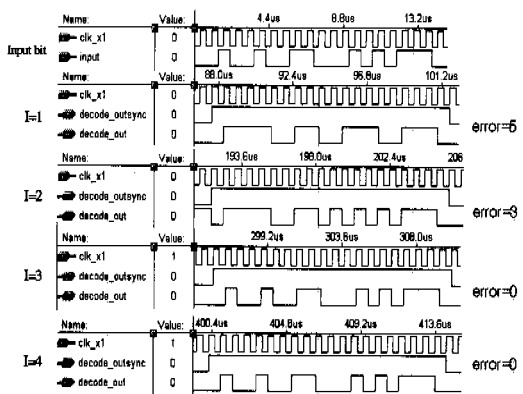 Name: Value: 4.4us 8.8us 13.2us
Input bit
clk_x1 0
input 0
Name: Value: 88.0us 92.4us 96.8us 101.2us
I=1
clk_x1 0
decode_outsync 0
decode_out 0
error=5
Name: Value: 193.6us 198.0us 202.4us 206
I=2
clk_x1 0
decode_outsync 0
decode_out 0
error=3
Name: Value: 299.2us 303.6us 308.0us
I=3
clk_x1 1
decode_outsync 0
decode_out 0
error=0
Name: Value: 400.4us 404.8us 409.2us 413.6us
I=4
clk_x1 1
decode_outsync 0
decode_out 0
error=0